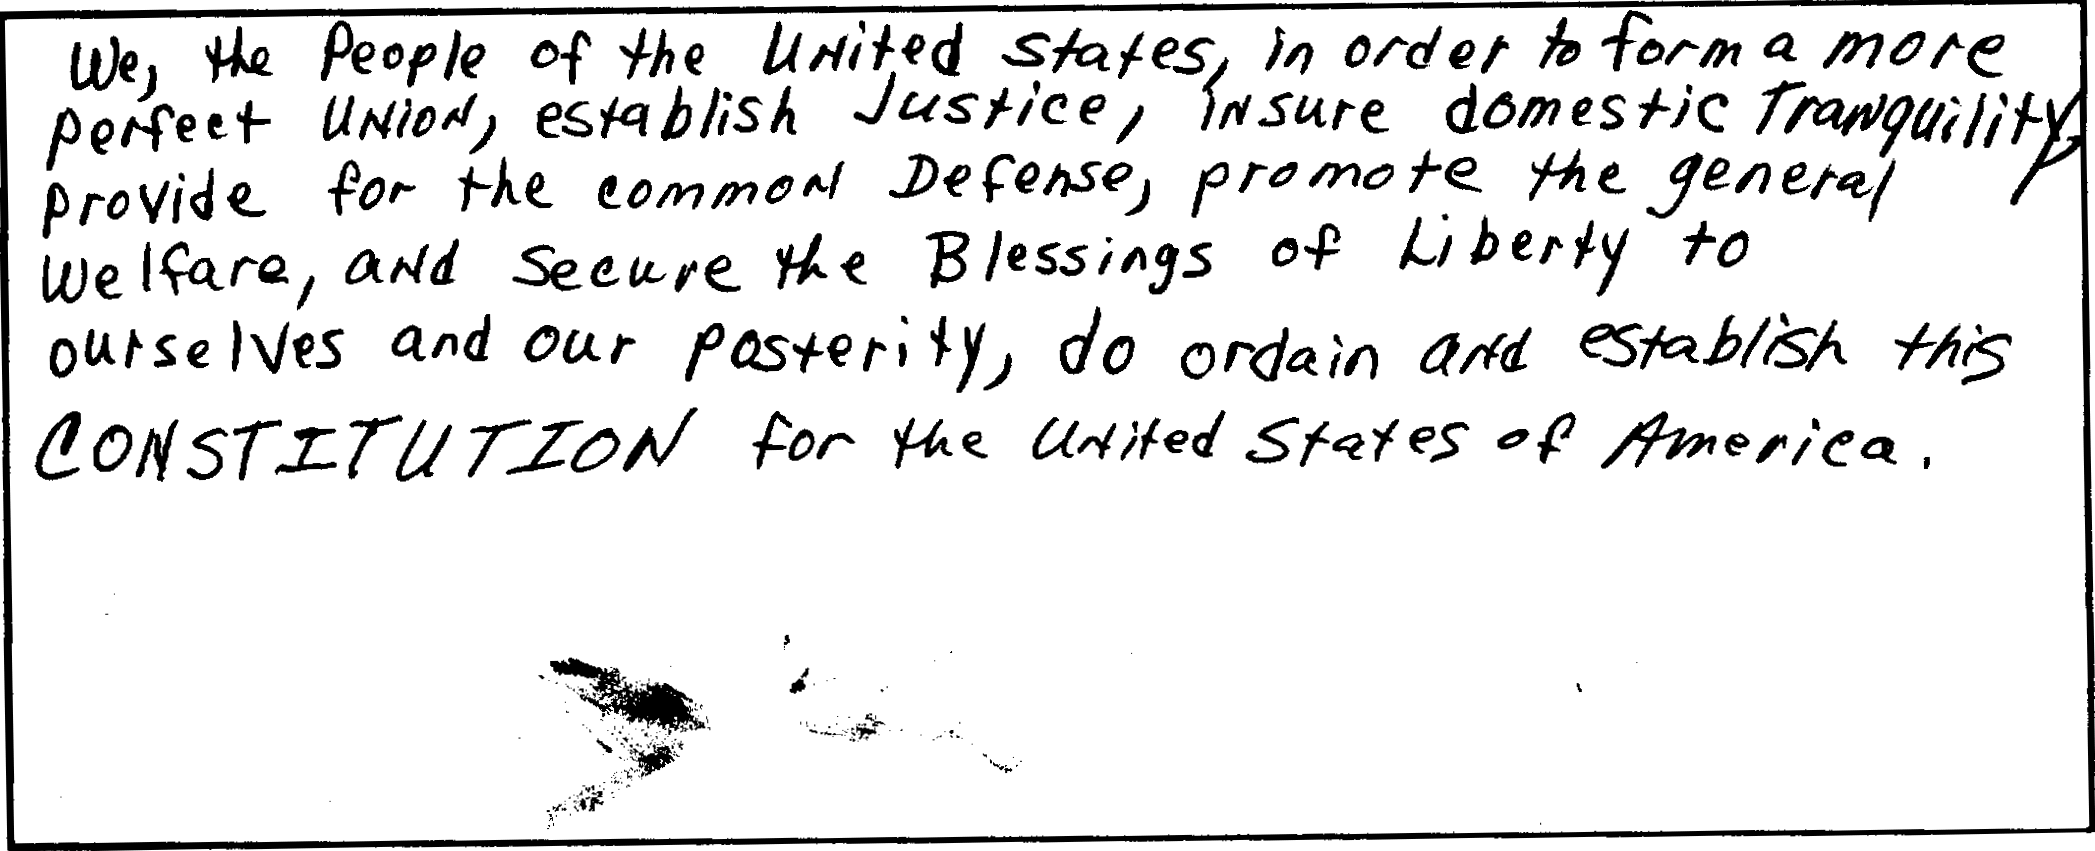 We, the People of the United States, in order to form a more
perfect Union, establish Justice, insure domestic Tranquility,
provide for the common Defense, promote the general
Welfare, and secure the Blessings of Liberty to
ourselves and our posterity, do ordain and establish this
CONSTITUTION for the United States of America.